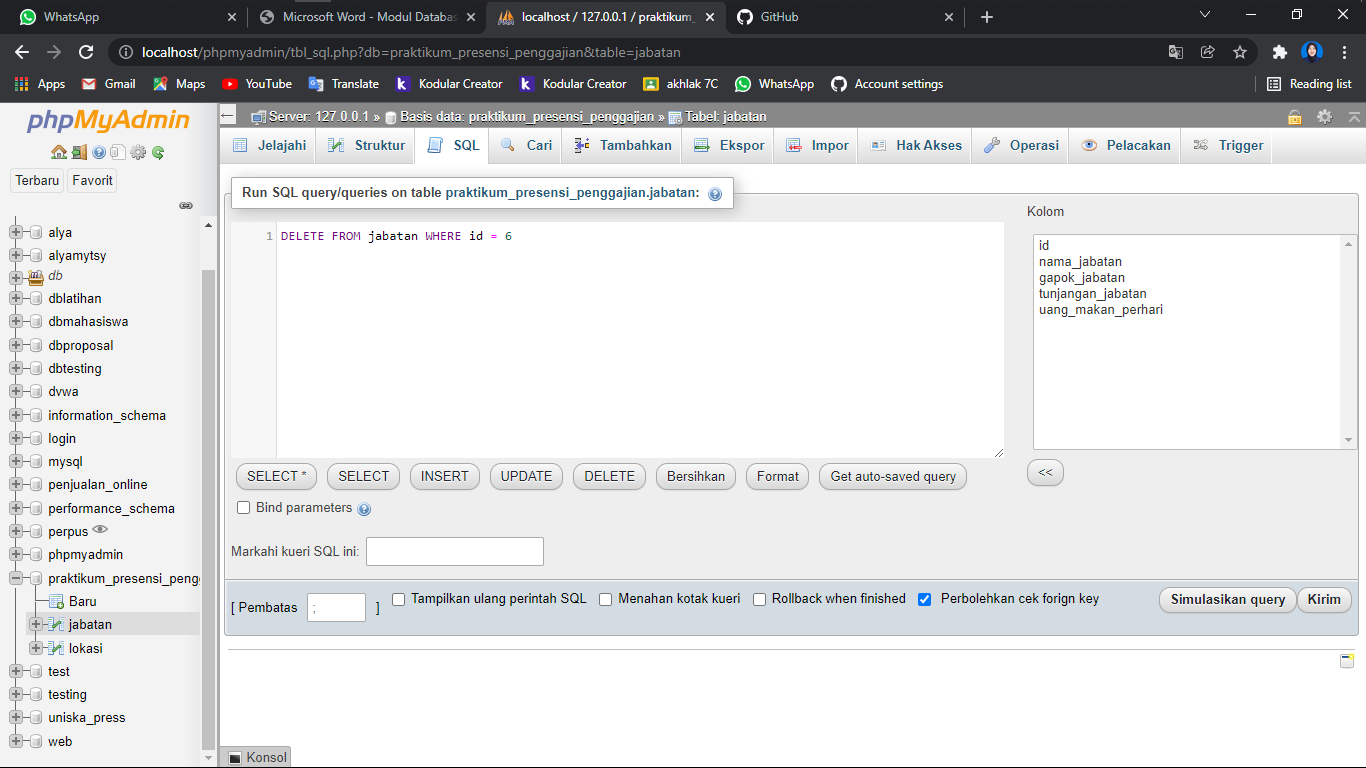 WhatsApp
Microsoft Word - Modul Databas
localhost / 127.0.0.1 / praktikum_
GitHub
localhost/phpmyadmin/tbl_sql.php?db=praktikum_presensi_penggajian&table=jabatan
Apps Gmail Maps YouTube Translate Kodular Creator Kodular Creator akhlak 7C WhatsApp Account settings Reading list
phpMyAdmin
Terbaru Favorit
alya
alyamytsy
db
dblatihan
dbmahasiswa
dbproposal
dbtesting
dvwa
information_schema
login
mysql
penjualan_online
performance_schema
perpus
phpmyadmin
praktikum_presensi_peng
Baru
jabatan
lokasi
test
testing
uniska_press
web
Server: 127.0.0.1 » Basis data: praktikum_presensi_penggajian » Tabel: jabatan
Jelajahi Struktur SQL Cari Tambahkan Ekspor Impor Hak Akses Operasi Pelacakan Trigger
Run SQL query/queries on table praktikum_presensi_penggajian.jabatan:
1 DELETE FROM jabatan WHERE id = 6
Kolom
id
nama_jabatan
gapok_jabatan
tunjangan_jabatan
uang_makan_perhari
<<
SELECT * SELECT INSERT UPDATE DELETE Bersihkan Format Get auto-saved query
Bind parameters
Markahi kueri SQL ini:
[ Pembatas ; ] Tampilkan ulang perintah SQL Menahan kotak kueri Rollback when finished Perbolehkan cek forign key Simulasikan query Kirim
Konsol